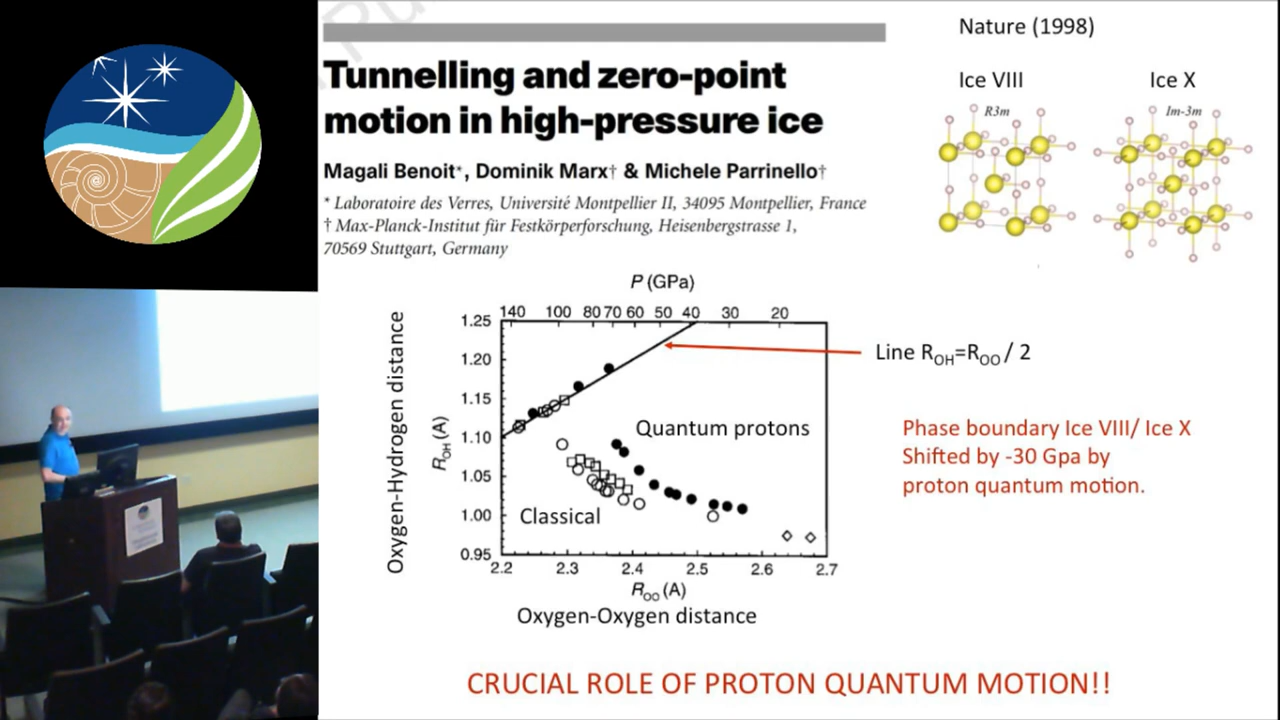 Nature (1998)
Tunnelling and zero-point
motion in high-pressure ice
Magali Benoit*, Dominik Marx† & Michele Parrinello†
* Laboratoire des Verres, Université Montpellier II, 34095 Montpellier, France
† Max-Planck-Institut für Festkörperforschung, Heisenbergstrasse 1,
70569 Stuttgart, Germany
Ice VIII
Ice X
R3m
Im-3m
P (GPa)
140 100 80 70 60 50 40 30 20
Oxygen-Hydrogen distance
R_OH (A)
1.25
1.20
1.15
1.10
1.05
1.00
0.95
Quantum protons
Classical
2.2 2.3 2.4 2.5 2.6 2.7
R_OO (A)
Oxygen-Oxygen distance
Line R_OH=R_OO / 2
Phase boundary Ice VIII/ Ice X
Shifted by -30 Gpa by
proton quantum motion.
CRUCIAL ROLE OF PROTON QUANTUM MOTION!!